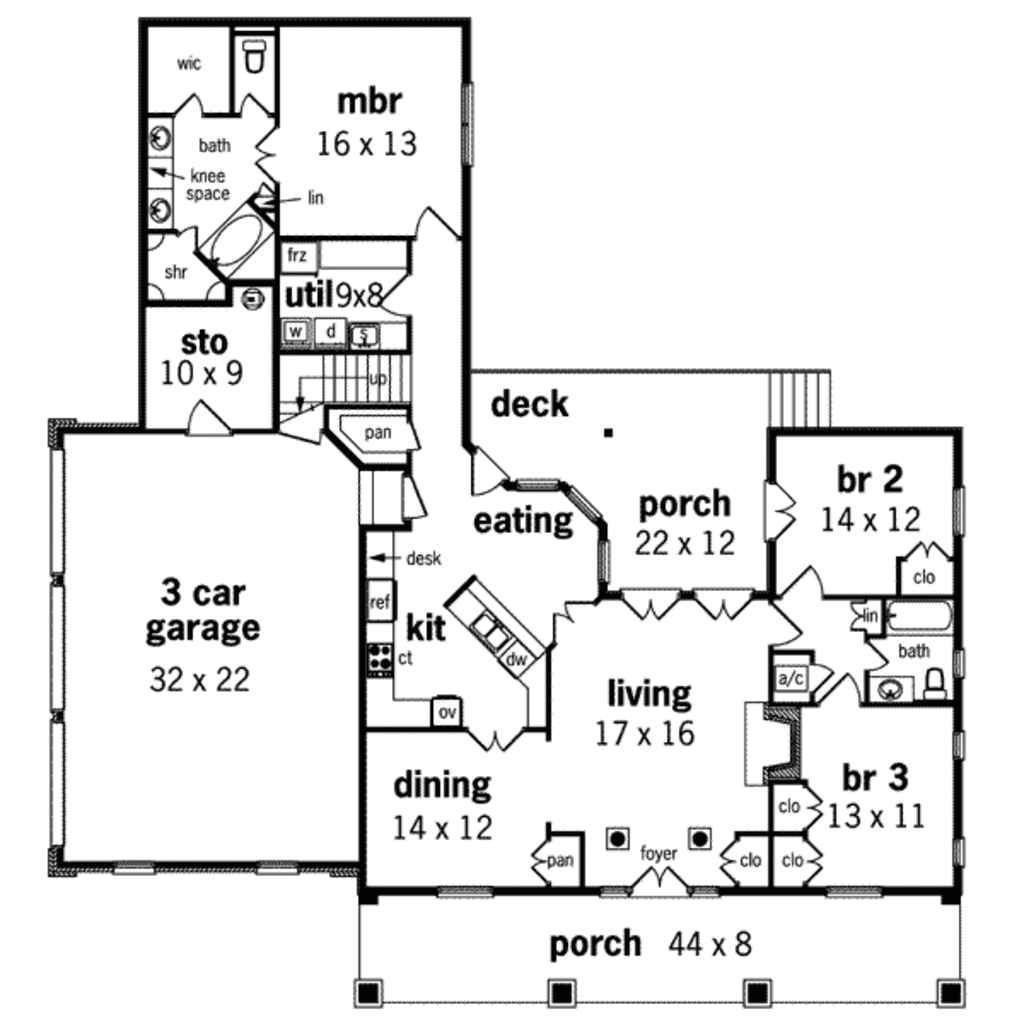 wic
mbr
16 x 13
bath
knee
space
lin
frz
shr
util 9x8
w
d
s
sto
10 x 9
up
deck
pan
br 2
14 x 12
porch
22 x 12
eating
desk
clo
3 car
garage
32 x 22
ref
kit
lin
bath
ct
dw
a/c
living
17 x 16
ov
dining
14 x 12
br 3
13 x 11
clo
foyer
pan
clo
clo
porch 44 x 8